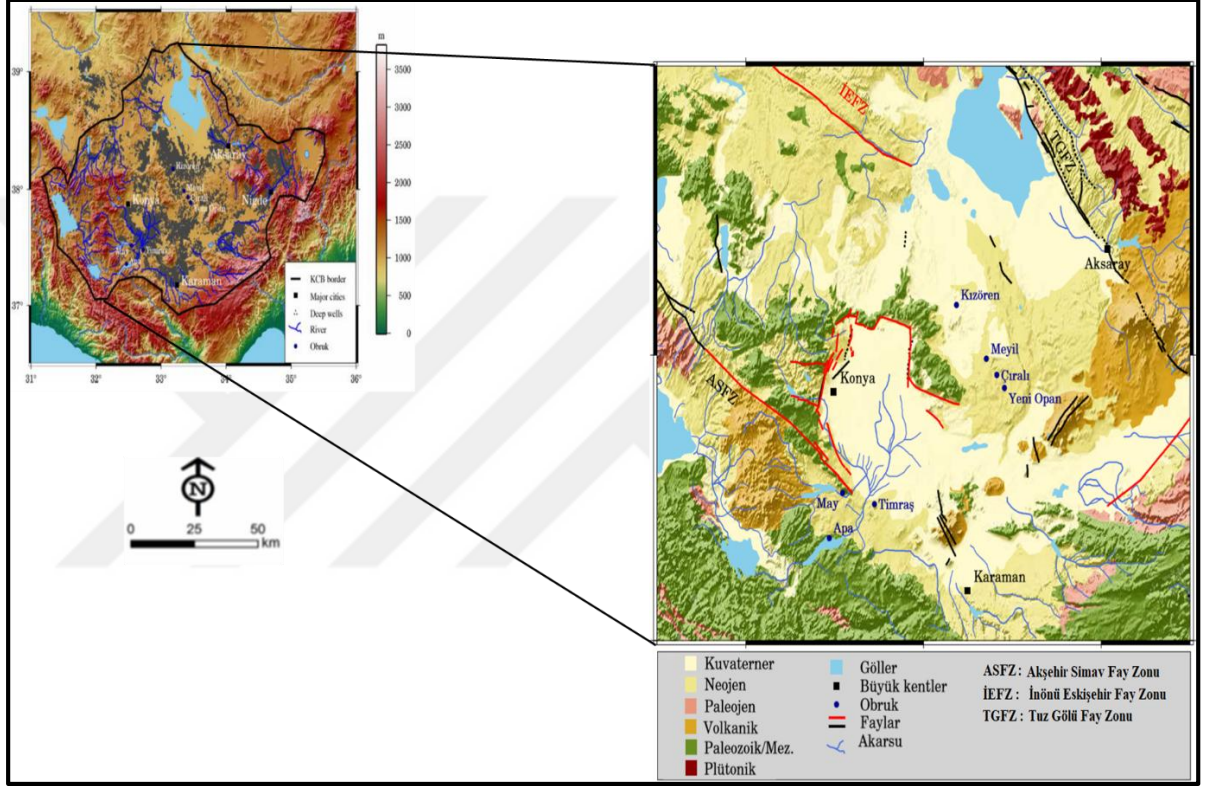 m
3500
3000
2500
2000
1500
1000
500
0
39°
38°
37°
31°
32°
33°
34°
35°
36°
Aksaray
Konya
Niğde
Karaman
KCB border
Major cities
Deep wells
River
Obruk
N
0 25 50
km
İEFZ
TGFZ
Aksaray
Kızören
Meyil
Çıralı
Yeni Opan
Konya
ASFZ
May
Timraş
Apa
Karaman
Kuvaterner
Neojen
Paleojen
Volkanik
Paleozoik/Mez.
Plütonik
Göller
Büyük kentler
Obruk
Faylar
Akarsu
ASFZ : Akşehir Simav Fay Zonu
İEFZ : İnönü Eskişehir Fay Zonu
TGFZ : Tuz Gölü Fay Zonu